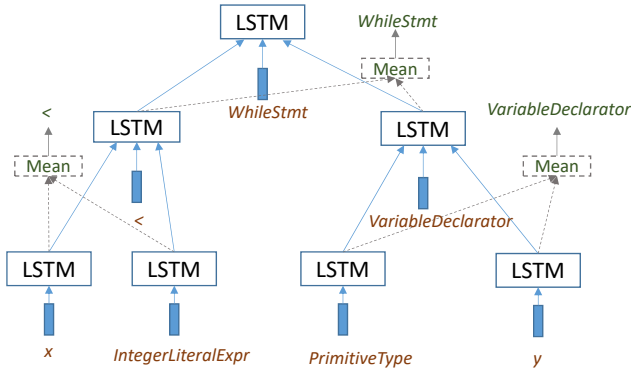 LSTM
WhileStmt
Mean
WhileStmt
<
VariableDeclarator
LSTM
LSTM
Mean
Mean
<
VariableDeclarator
LSTM
LSTM
LSTM
LSTM
x
IntegerLiteralExpr
PrimitiveType
y